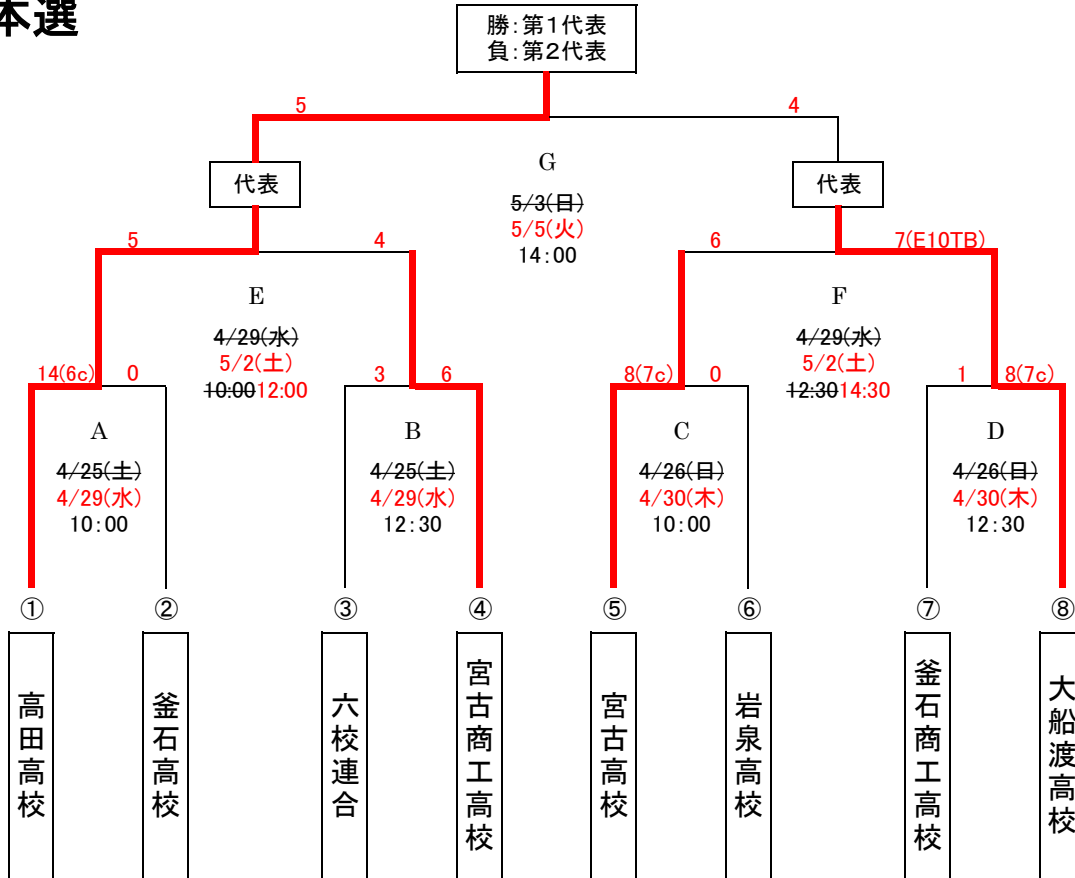 本選
勝:第1代表
負:第2代表
5
4
G
代表
代表
5/3(日)
5/5(火)
14:00
5
4
6
7(E10TB)
E
F
4/29(水)
5/2(土)
10:00 12:00
4/29(水)
5/2(土)
12:30 14:30
14(6c)
0
3
6
8(7c)
0
1
8(7c)
A
B
C
D
4/25(土)
4/29(水)
10:00
4/25(土)
4/29(水)
12:30
4/26(日)
4/30(木)
10:00
4/26(日)
4/30(木)
12:30
①
②
③
④
⑤
⑥
⑦
⑧
高田高校
釜石高校
六校連合
宮古商工高校
宮古高校
岩泉高校
釜石商工高校
大船渡高校